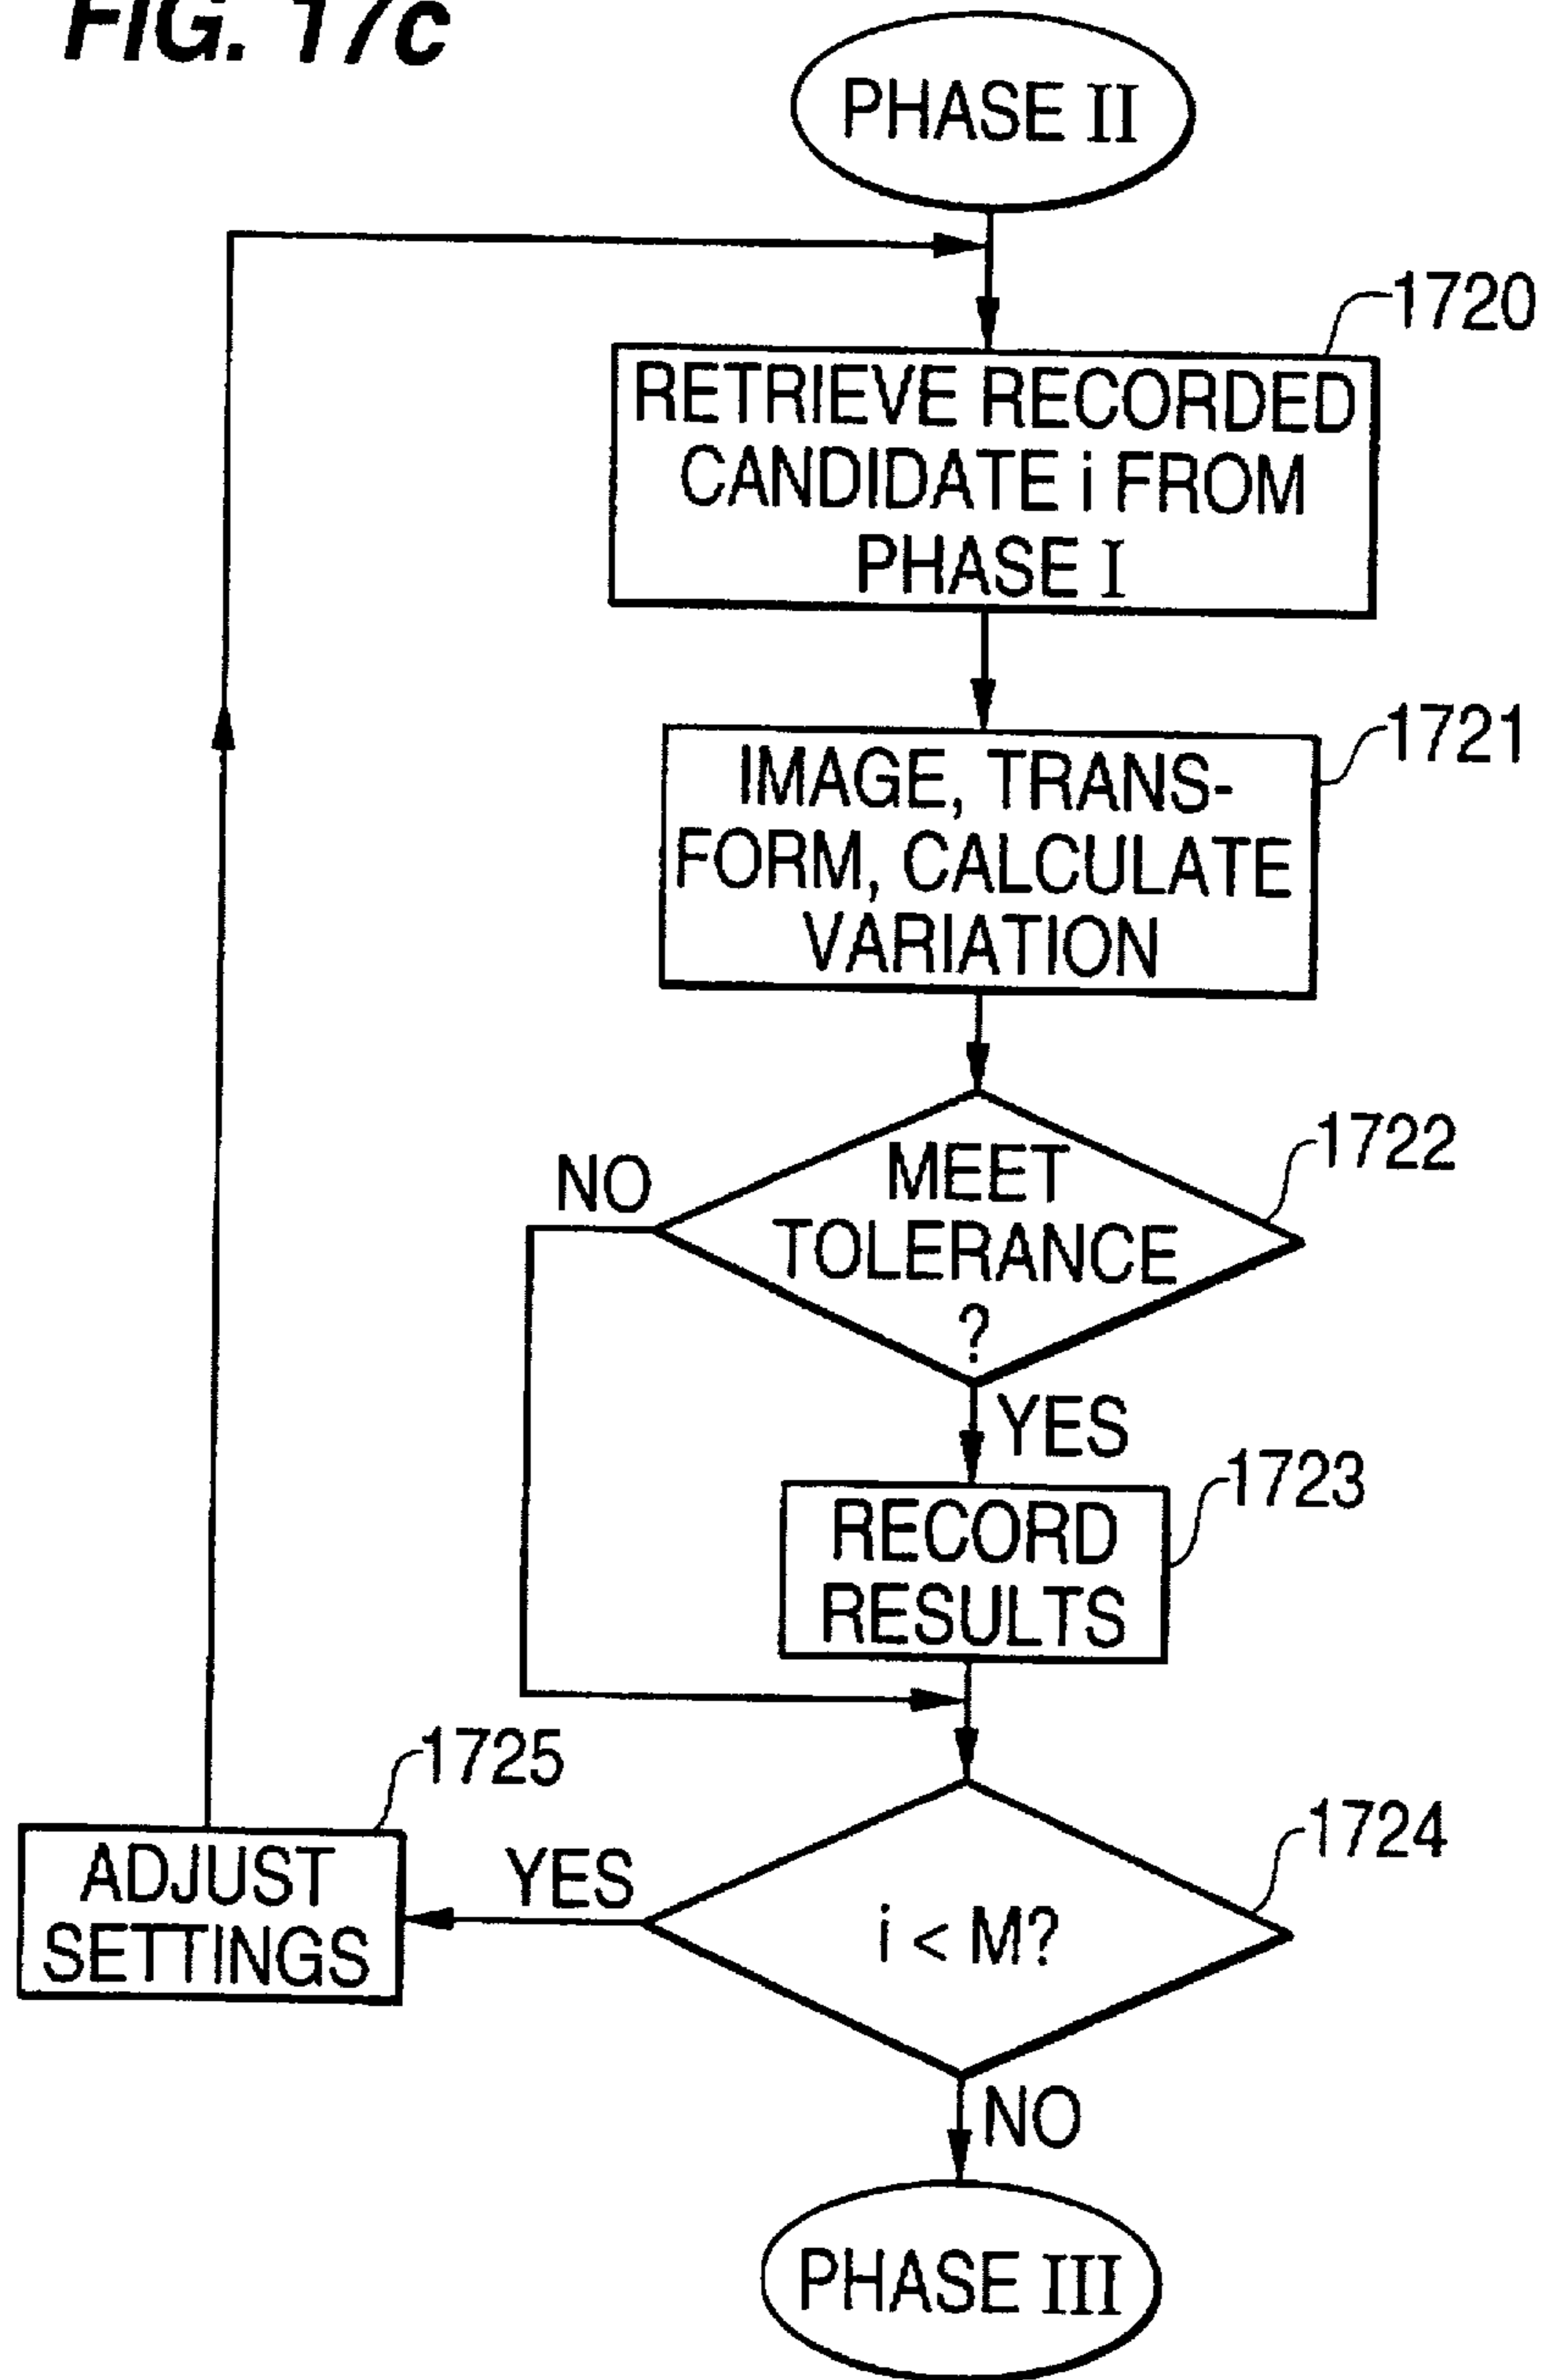 FIG. 17c
PHASE II
1720
RETRIEVE RECORDED
CANDIDATE i FROM
PHASE I
1721
IMAGE, TRANS-
FORM, CALCULATE
VARIATION
1722
NO
MEET
TOLERANCE
?
YES
1723
RECORD
RESULTS
1725
ADJUST
SETTINGS
YES
1724
i < M?
NO
PHASE III